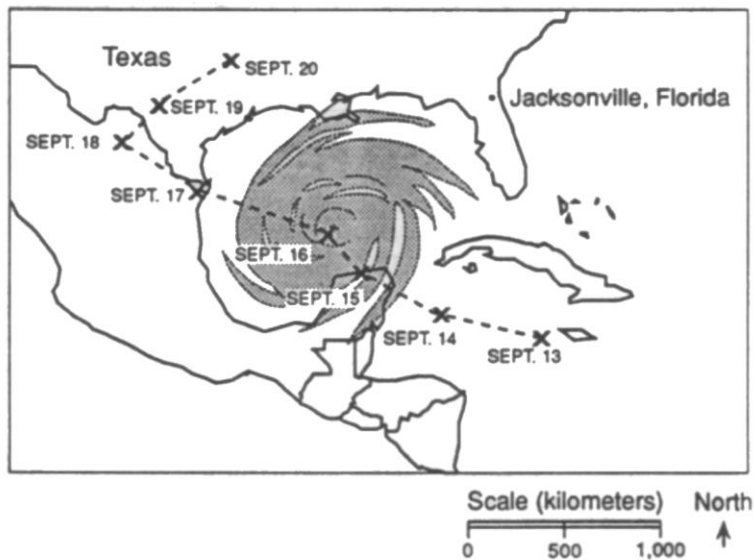 Texas
SEPT. 20
Jacksonville, Florida
SEPT. 19
SEPT. 18
SEPT. 17
SEPT. 16
SEPT. 15
SEPT. 14
SEPT. 13
Scale (kilometers)
North
0
500
1,000